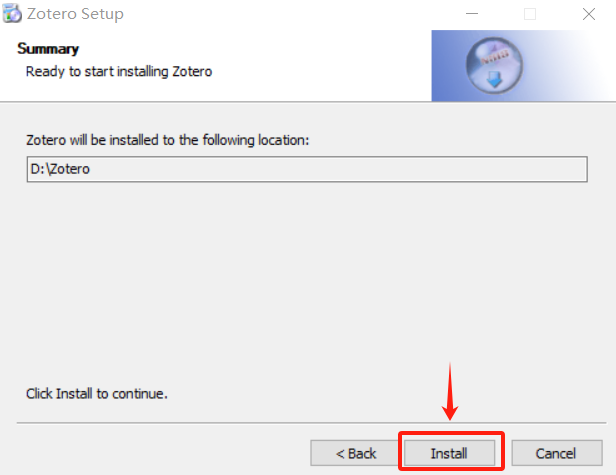 Zotero Setup
Summary
Ready to start installing Zotero
Zotero will be installed to the following location:
D:\Zotero
Click Install to continue.
< Back
Install
Cancel